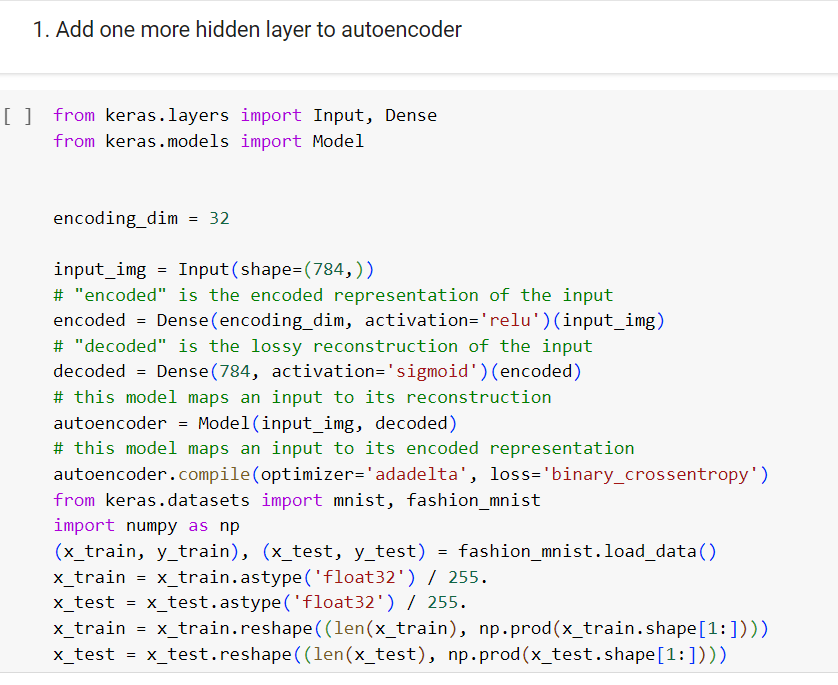 1. Add one more hidden layer to autoencoder
[ ] from keras.layers import Input, Dense
from keras.models import Model
encoding_dim = 32
input_img = Input(shape=(784,))
# "encoded" is the encoded representation of the input
encoded = Dense(encoding_dim, activation='relu')(input_img)
# "decoded" is the lossy reconstruction of the input
decoded = Dense(784, activation='sigmoid')(encoded)
# this model maps an input to its reconstruction
autoencoder = Model(input_img, decoded)
# this model maps an input to its encoded representation
autoencoder.compile(optimizer='adadelta', loss='binary_crossentropy')
from keras.datasets import mnist, fashion_mnist
import numpy as np
(x_train, y_train), (x_test, y_test) = fashion_mnist.load_data()
x_train = x_train.astype('float32') / 255.
x_test = x_test.astype('float32') / 255.
x_train = x_train.reshape((len(x_train), np.prod(x_train.shape[1:])))
x_test = x_test.reshape((len(x_test), np.prod(x_test.shape[1:])))